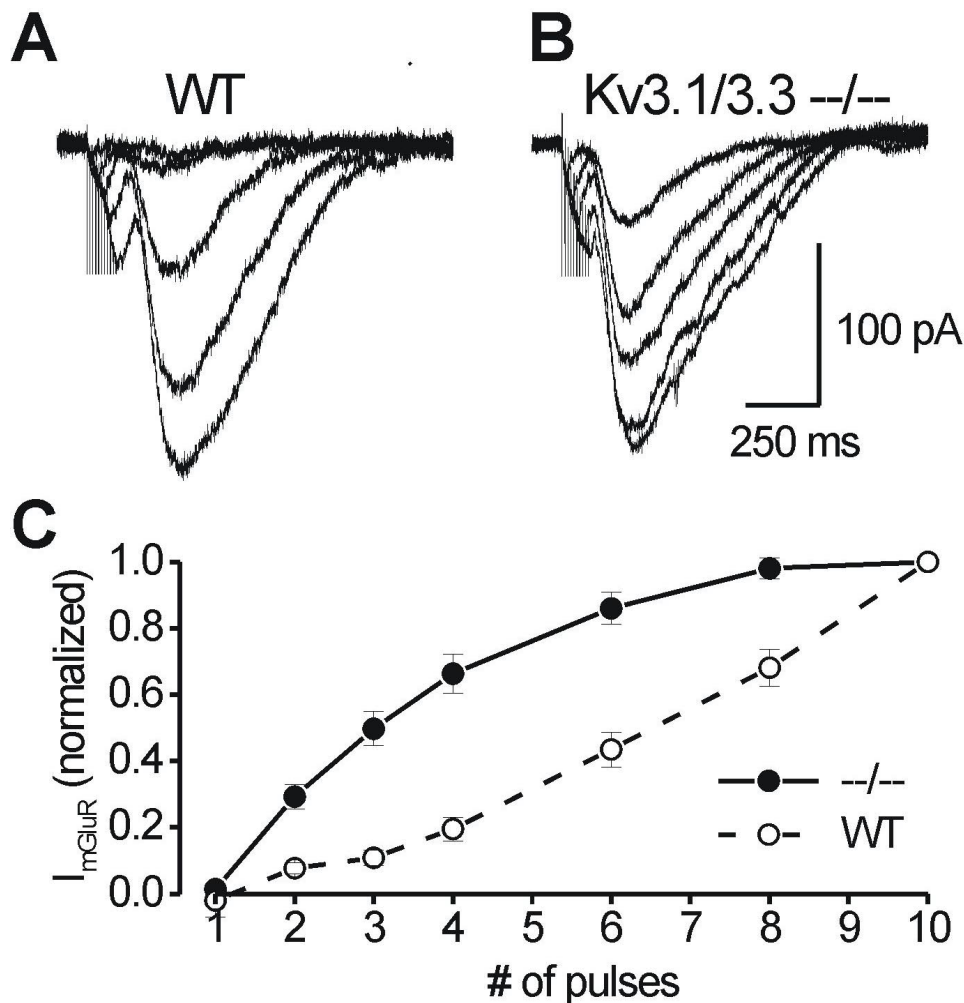 A
WT
B
Kv3.1/3.3 --/--
100 pA
250 ms
C
I_mGluR (normalized)
1.0
0.8
0.6
0.4
0.2
0.0
--/--
WT
1 2 3 4 5 6 7 8 9 10
# of pulses